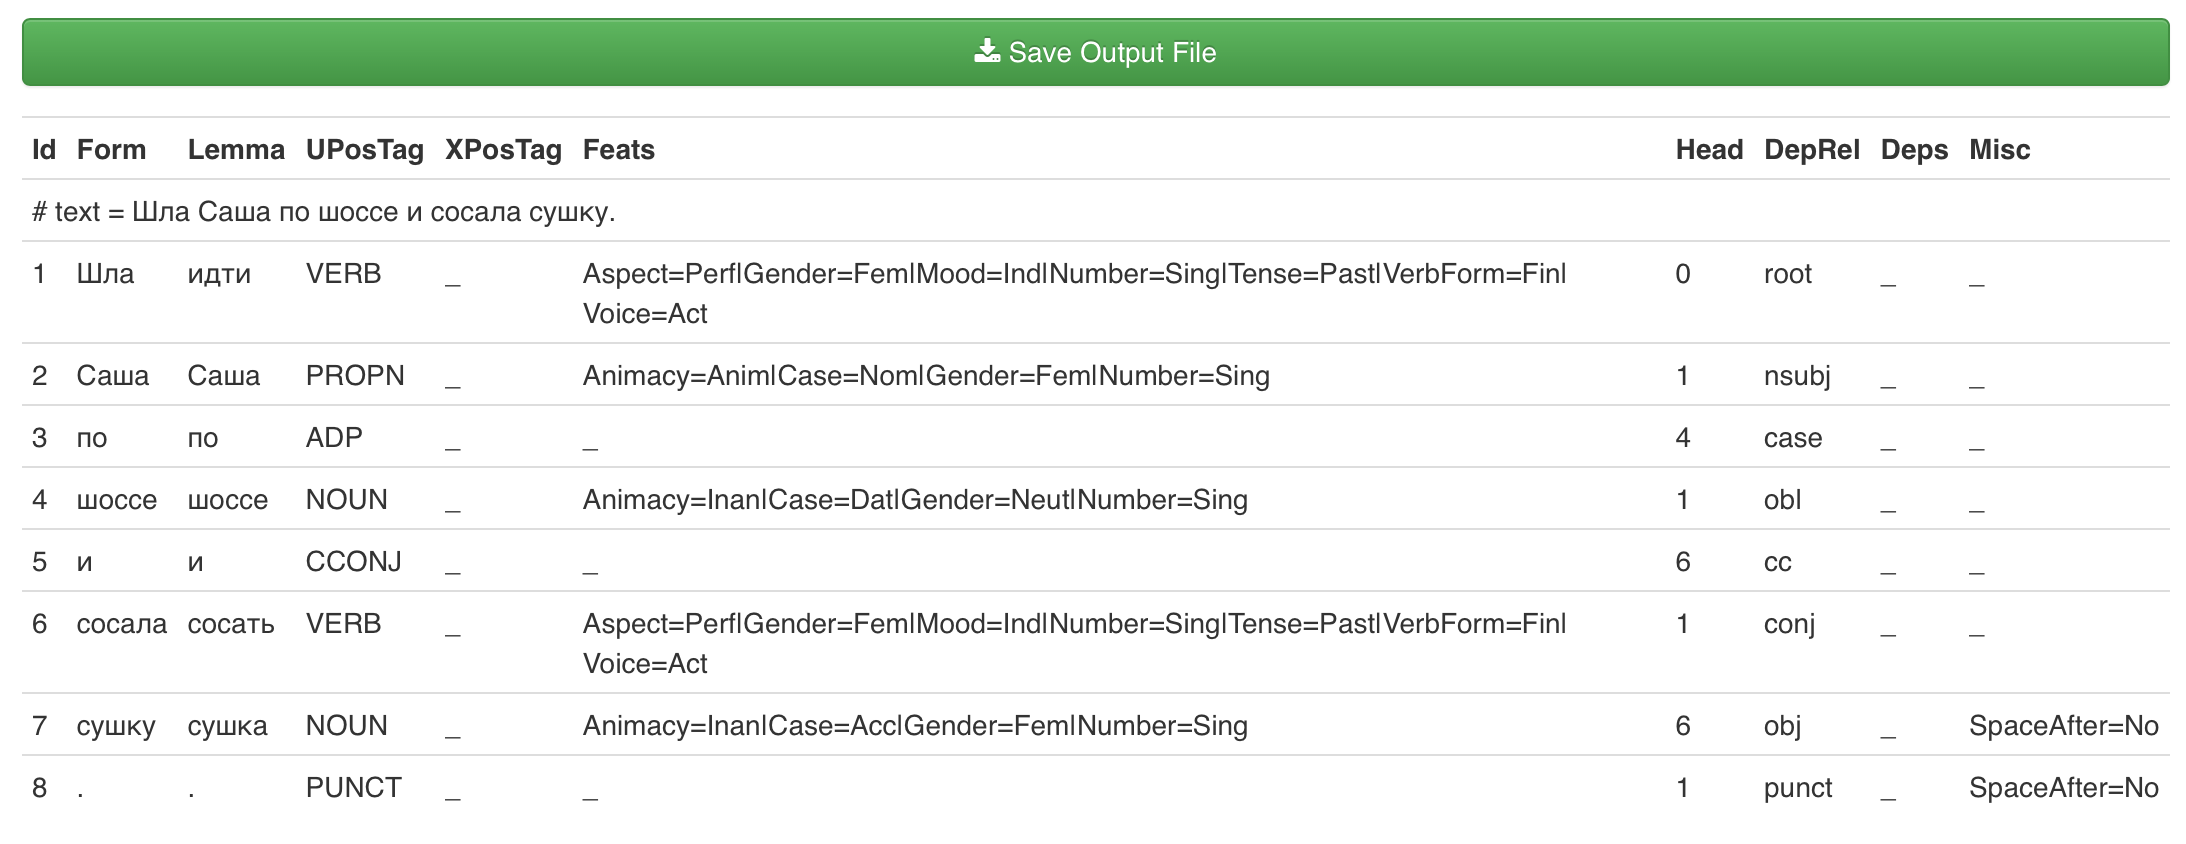 Save Output File
Id Form Lemma UPosTag XPosTag Feats Head DepRel Deps Misc
# text = Шла Саша по шоссе и сосала сушку.
1 Шла идти VERB _ Aspect=Perf|Gender=Fem|Mood=Ind|Number=Sing|Tense=Past|VerbForm=Fin| 0 root _ _
Voice=Act
2 Саша Саша PROPN _ Animacy=Anim|Case=Nom|Gender=Fem|Number=Sing 1 nsubj _ _
3 по по ADP _ _ 4 case _ _
4 шоссе шоссе NOUN _ Animacy=Inan|Case=Dat|Gender=Neut|Number=Sing 1 obl _ _
5 и и CCONJ _ _ 6 cc _ _
6 сосала сосать VERB _ Aspect=Perf|Gender=Fem|Mood=Ind|Number=Sing|Tense=Past|VerbForm=Fin| 1 conj _ _
Voice=Act
7 сушку сушка NOUN _ Animacy=Inan|Case=Acc|Gender=Fem|Number=Sing 6 obj _ SpaceAfter=No
8 . . PUNCT _ _ 1 punct _ SpaceAfter=No